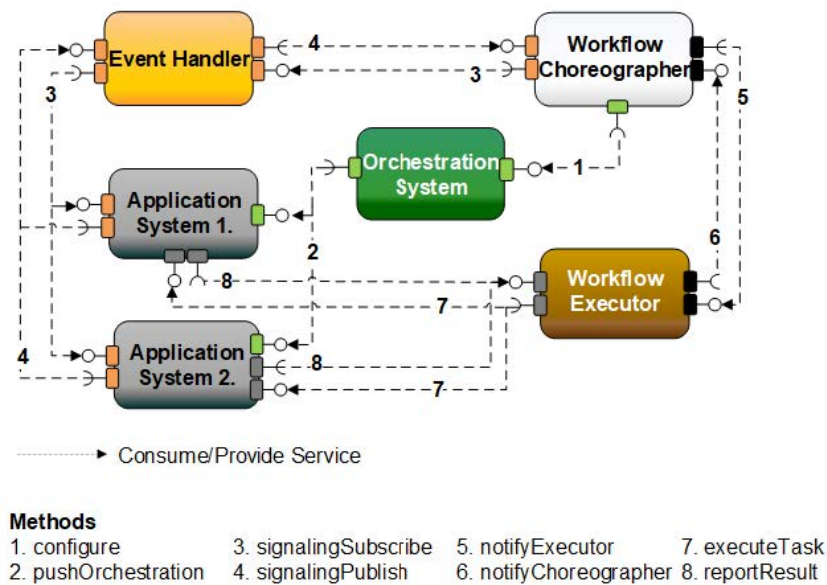 Event Handler
4
3
Workflow
Choreographer
3
5
Orchestration
System
1
Application
System 1.
2
6
8
Workflow
Executor
7
4
Application
System 2.
8
7
Consume/Provide Service
Methods
1. configure 3. signalingSubscribe 5. notifyExecutor 7. executeTask
2. pushOrchestration 4. signalingPublish 6. notifyChoreographer 8. reportResult